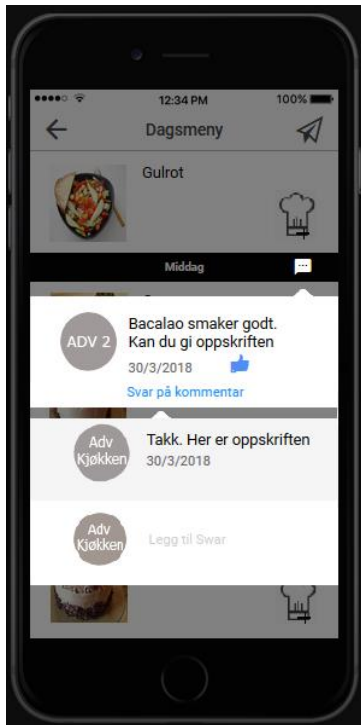 12:34 PM
100%
Dagsmeny
Gulrot
Middag
ADV 2
Bacalao smaker godt.
Kan du gi oppskriften
30/3/2018
Svar på kommentar
Adv
Kjøkken
Takk. Her er oppskriften
30/3/2018
Adv
Kjøkken
Legg til Swar